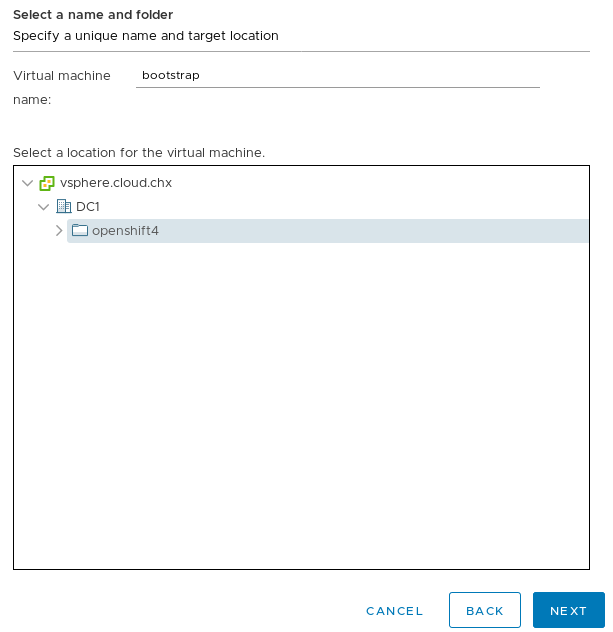 Select a name and folder
Specify a unique name and target location
Virtual machine name:
bootstrap
Select a location for the virtual machine.
vsphere.cloud.chx
DC1
openshift4
CANCEL
BACK
NEXT